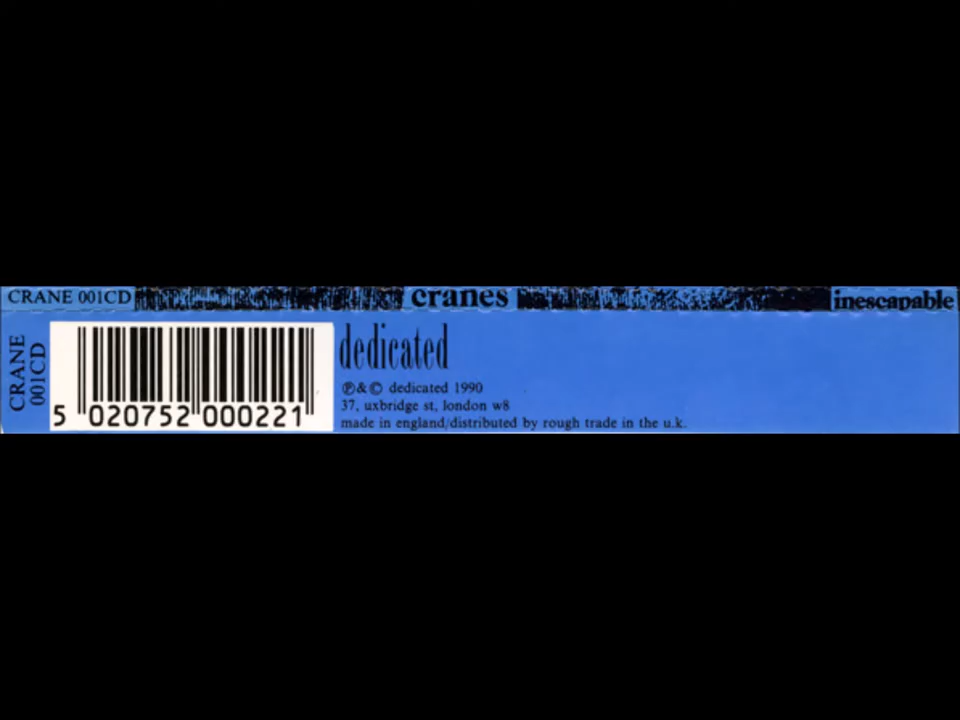 CRANE 001CD cranes inescapable
CRANE
001CD
5 020752 000221
dedicated
℗&© dedicated 1990
37, uxbridge st, london w8
made in england/distributed by rough trade in the u.k.